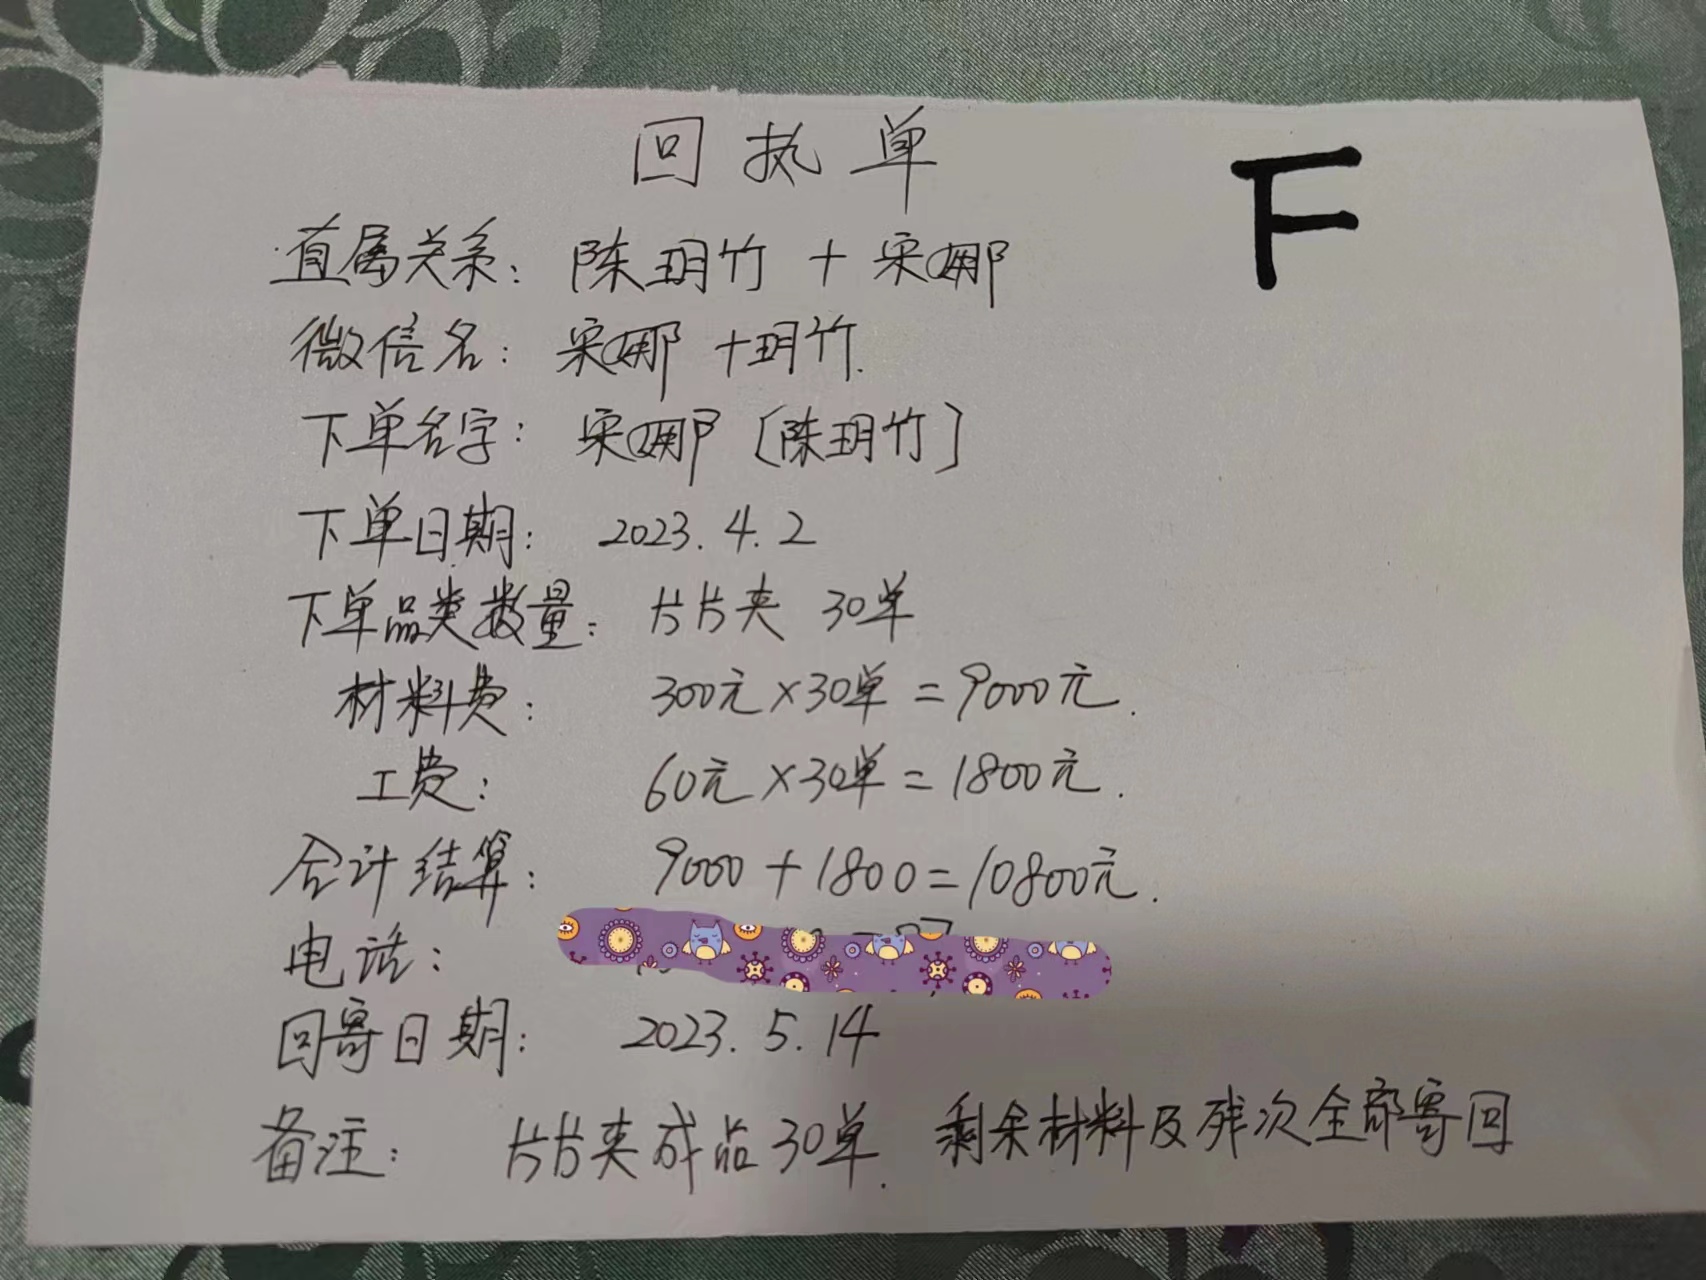 回执单
F
直属关系：陈玥竹 + 宋娜
微信名：宋娜 +玥竹.
下单名字：宋娜 [陈玥竹]
下单日期：2023.4.2
下单品类数量：片片夹 30单
材料费：300元×30单=9000元.
工费：60元×30单=1800元.
合计结算：9000+1800=10800元.
电话：
回寄日期：2023.5.14
备注：片片夹成品30单. 剩余材料及残次全部寄回